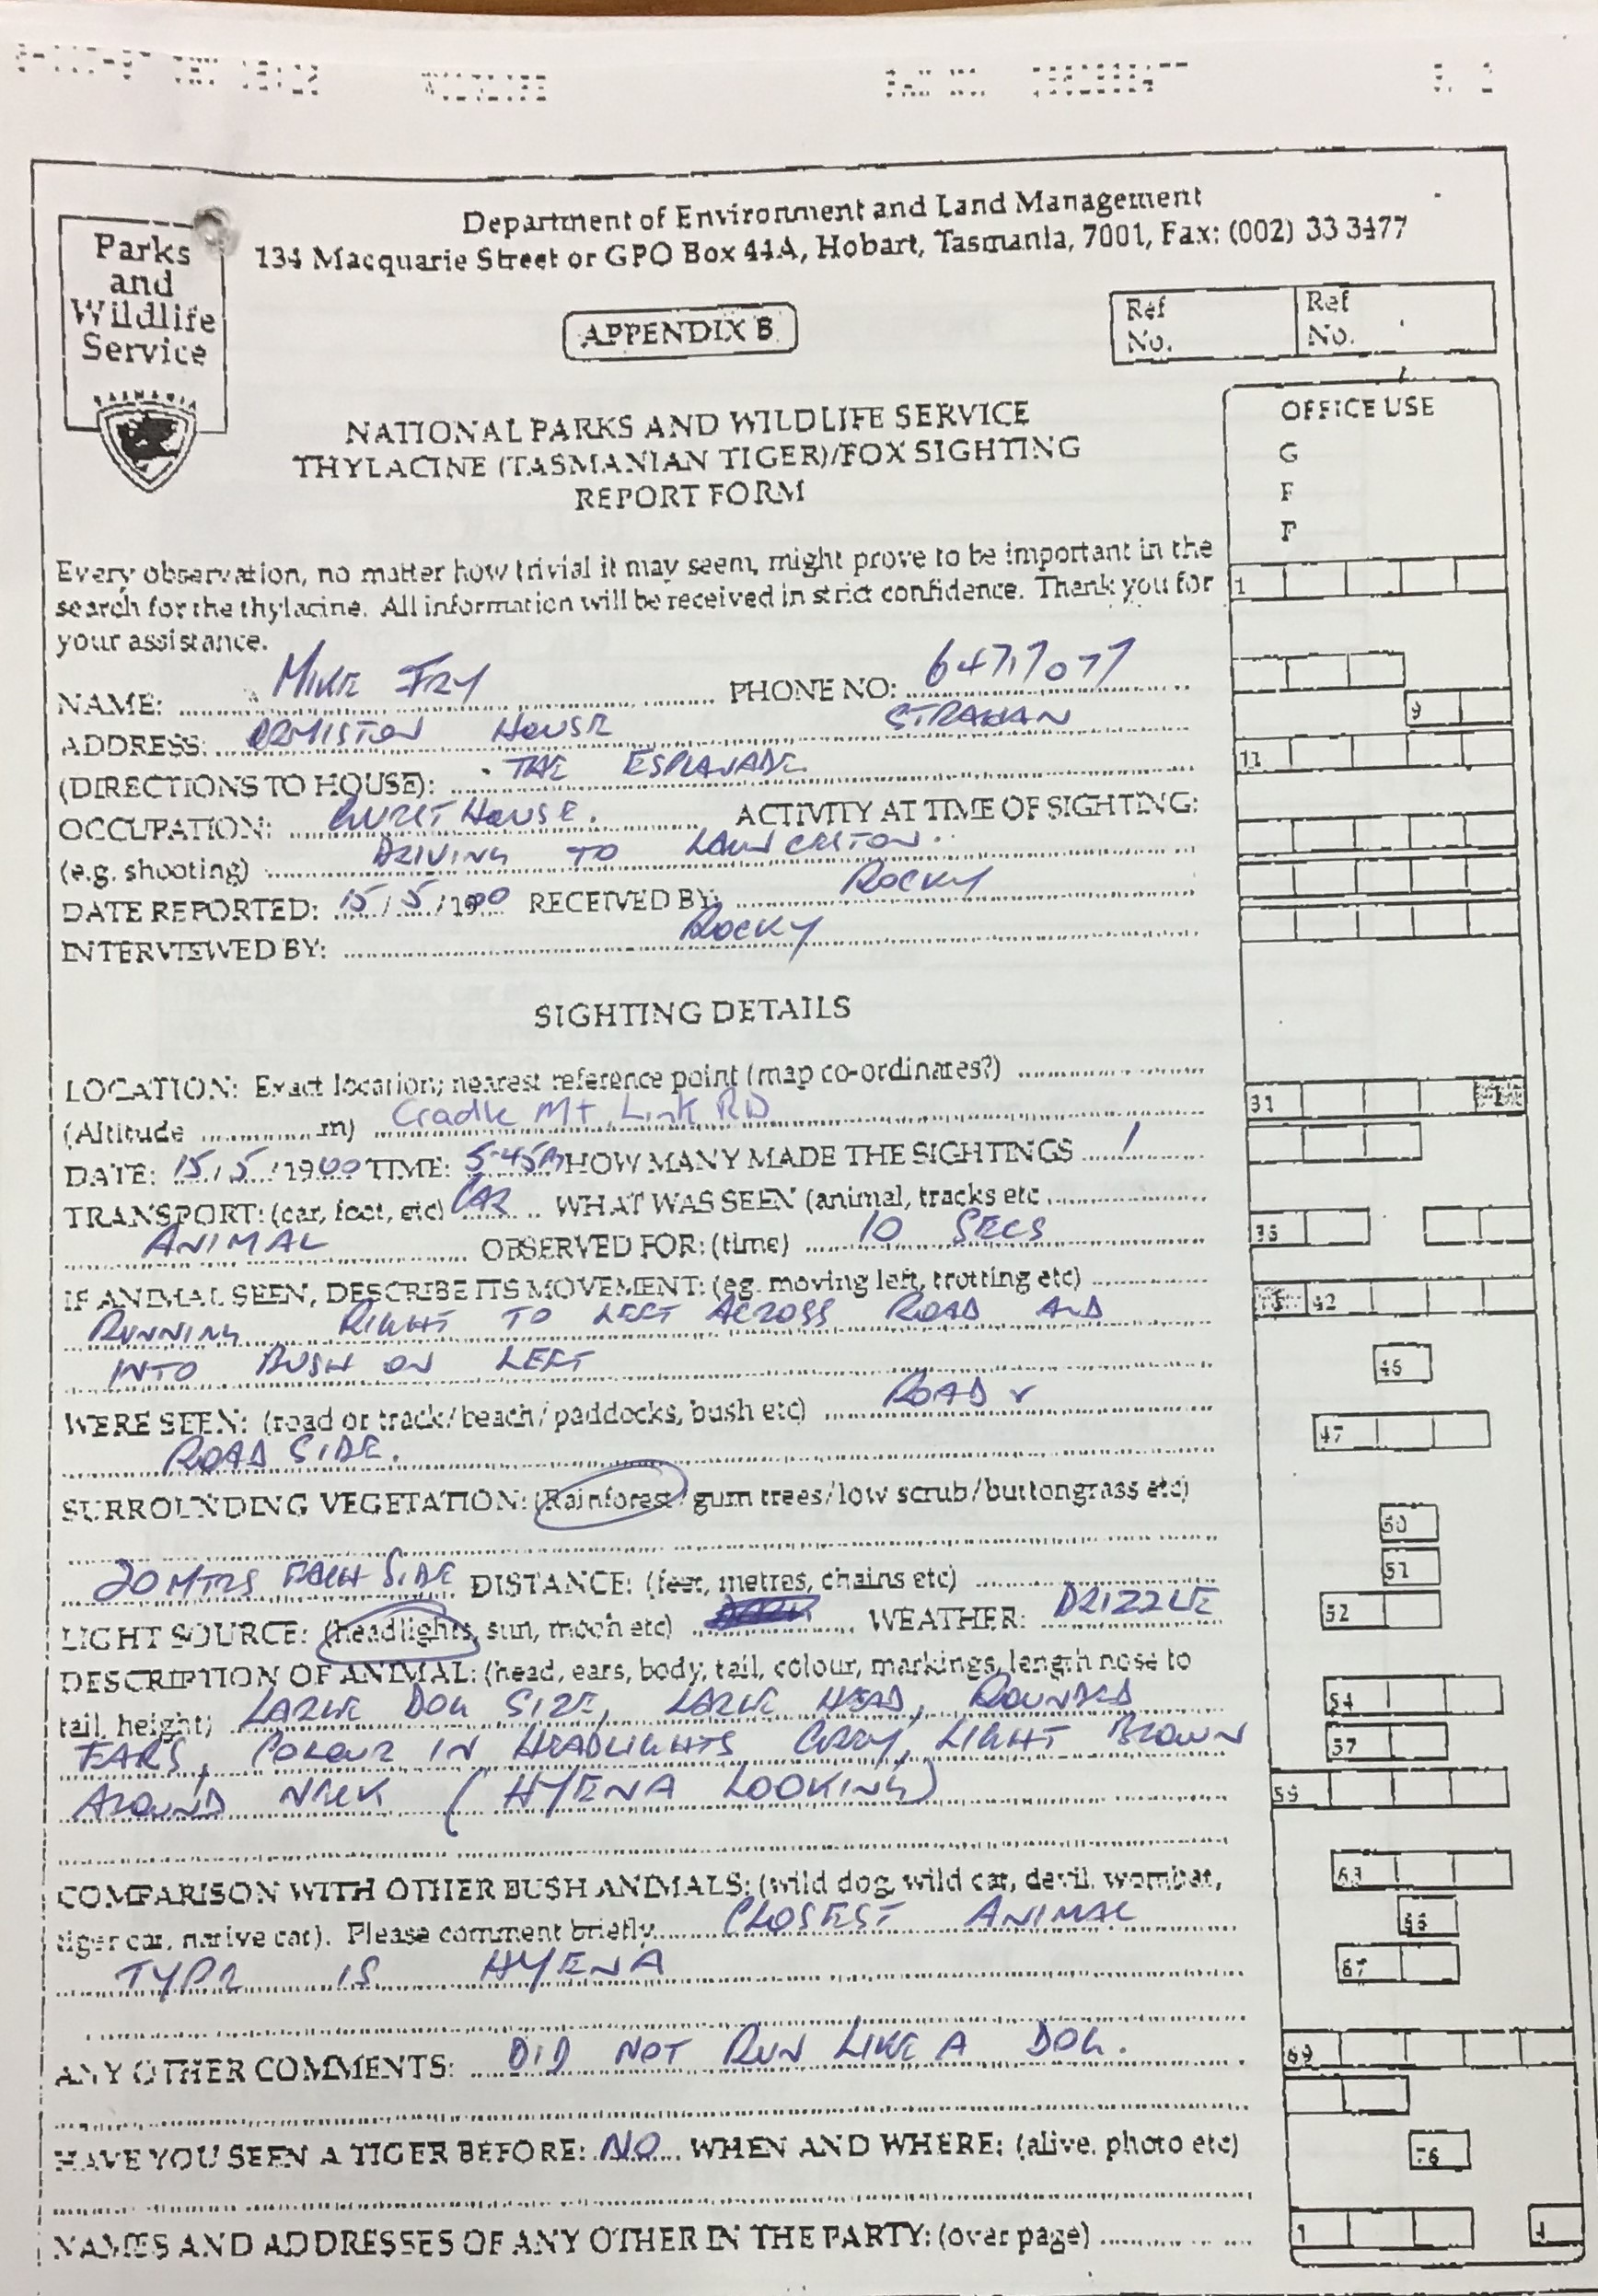 WILDLIFE
Department of Environment and Land Management
134 Macquarie Street or GPO Box 44A, Hobart, Tasmania, 7001, Fax: (002) 33 3477
Parks
and
Wildlife
Service
TASMANIA
APPENDIX B
Ref No.
Ref No.
OFFICE USE
G
F
F
NATIONAL PARKS AND WILDLIFE SERVICE
THYLACINE (TASMANIAN TIGER)/FOX SIGHTING
REPORT FORM
Every observation, no matter how trivial it may seem, might prove to be important in the
search for the thylacine. All information will be received in strict confidence. Thank you for
your assistance.
1
NAME: MIKE FRY PHONE NO: 64717077
ADDRESS: ORMISTON HOUSE STRAHAN
9
(DIRECTIONS TO HOUSE): THE ESPLANADE
11
OCCUPATION: GUEST HOUSE. ACTIVITY AT TIME OF SIGHTING:
(e.g. shooting) DRIVING TO LAUNCESTON.
DATE REPORTED: 15/5/1900 RECEIVED BY: ROCKY
INTERVIEWED BY: ROCKY
SIGHTING DETAILS
LOCATION: Exact location; nearest reference point (map co-ordinates?)
31
(Altitude m) Cradle Mt Link RD
DATE: 15/5/1900 TIME: 5-45 HOW MANY MADE THE SIGHTINGS 1
TRANSPORT: (car, foot, etc) CAR WHAT WAS SEEN (animal, tracks etc
ANIMAL OBSERVED FOR: (time) 10 SECS
35
IF ANIMAL SEEN, DESCRIBE ITS MOVEMENT: (eg. moving left, trotting etc)
42
RUNNING RIGHT TO LEFT ACROSS ROAD AND
INTO BUSH ON LEFT
46
WERE SEEN: (road or track/beach/paddocks, bush etc) ROAD &
47
ROAD SIDE.
SURROUNDING VEGETATION: (Rainforest/gum trees/low scrub/buttongrass etc)
50
20 MTRS EACH SIDE DISTANCE: (feet, metres, chains etc)
51
LIGHT SOURCE: (headlights, sun, moon etc) WEATHER: DRIZZLE
52
DESCRIPTION OF ANIMAL: (head, ears, body, tail, colour, markings, length nose to
tail, height) LARGE DOG SIZE, LARGE HEAD, ROUNDED
54
EARS, COLOUR IN HEADLIGHTS GREY, LIGHT BROWN
57
AROUND NECK (HYENA LOOKING)
59
COMPARISON WITH OTHER BUSH ANIMALS: (wild dog, wild cat, devil, wombat,
63
tiger cat, native cat). Please comment briefly CLOSEST ANIMAL
66
TYPE IS HYENA
67
ANY OTHER COMMENTS: DID NOT RUN LIKE A DOG.
69
HAVE YOU SEEN A TIGER BEFORE: NO WHEN AND WHERE: (alive, photo etc)
76
NAMES AND ADDRESSES OF ANY OTHER IN THE PARTY: (over page)
1
4